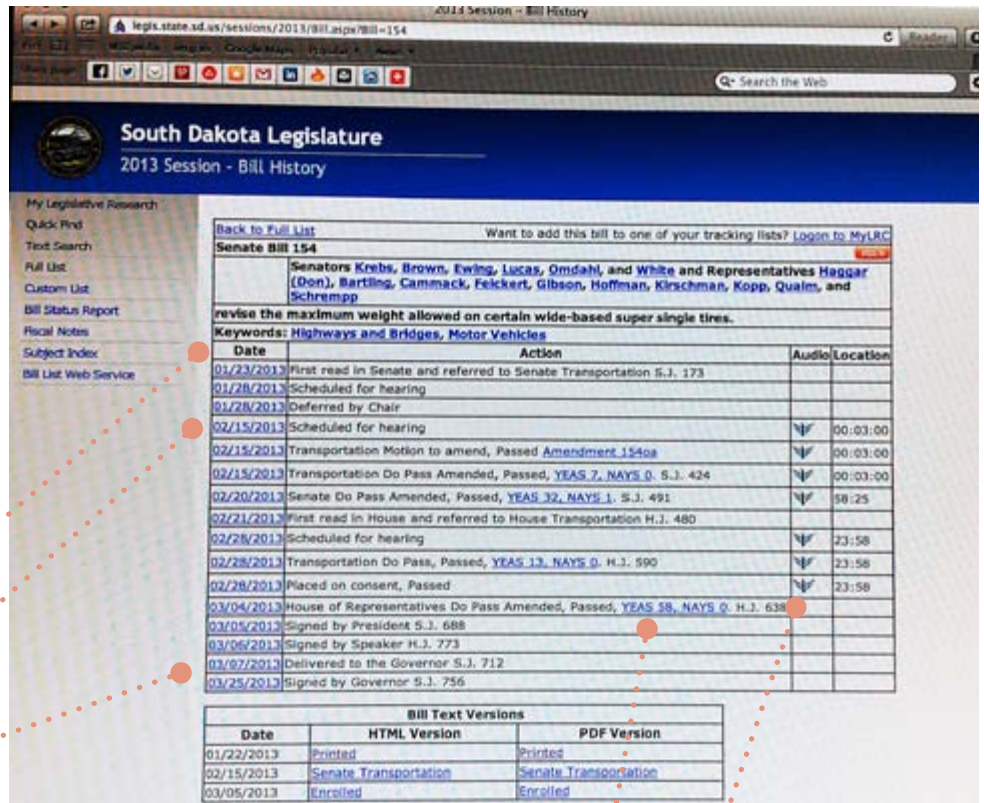 2013 Session - Bill History
legis.state.sd.us/sessions/2013/Bill.aspx?Bill=154
Reader
Search the Web
South Dakota Legislature
2013 Session - Bill History
My Legislative Research
Quick Find
Text Search
Full List
Custom List
Bill Status Report
Fiscal Notes
Subject Index
Bill List Web Service
Back to Full List Want to add this bill to one of your tracking lists? Logon to MyLRC
Senate Bill 154
Senators Krebs, Brown, Ewing, Lucas, Omdahl, and White and Representatives Haggar
(Don), Bartling, Cammack, Feickert, Gibson, Hoffman, Kirschman, Kopp, Qualm, and
Schrempp
revise the maximum weight allowed on certain wide-based super single tires.
Keywords: Highways and Bridges, Motor Vehicles
Date Action Audio Location
01/23/2013 First read in Senate and referred to Senate Transportation S.J. 173
01/28/2013 Scheduled for hearing
01/28/2013 Deferred by Chair
02/15/2013 Scheduled for hearing 00:03:00
02/15/2013 Transportation Motion to amend, Passed Amendment 154oa 00:03:00
02/15/2013 Transportation Do Pass Amended, Passed, YEAS 7, NAYS 0. S.J. 424 00:03:00
02/20/2013 Senate Do Pass Amended, Passed, YEAS 32, NAYS 1. S.J. 491 58:25
02/21/2013 First read in House and referred to House Transportation H.J. 480
02/28/2013 Scheduled for hearing 23:58
02/28/2013 Transportation Do Pass, Passed, YEAS 13, NAYS 0. H.J. 590 23:58
02/28/2013 Placed on consent, Passed 23:58
03/04/2013 House of Representatives Do Pass Amended, Passed, YEAS 58, NAYS 0. H.J. 638
03/05/2013 Signed by President S.J. 688
03/06/2013 Signed by Speaker H.J. 773
03/07/2013 Delivered to the Governor S.J. 712
03/25/2013 Signed by Governor S.J. 756
Bill Text Versions
Date HTML Version PDF Version
01/22/2013 Printed Printed
02/15/2013 Senate Transportation Senate Transportation
03/05/2013 Enrolled Enrolled